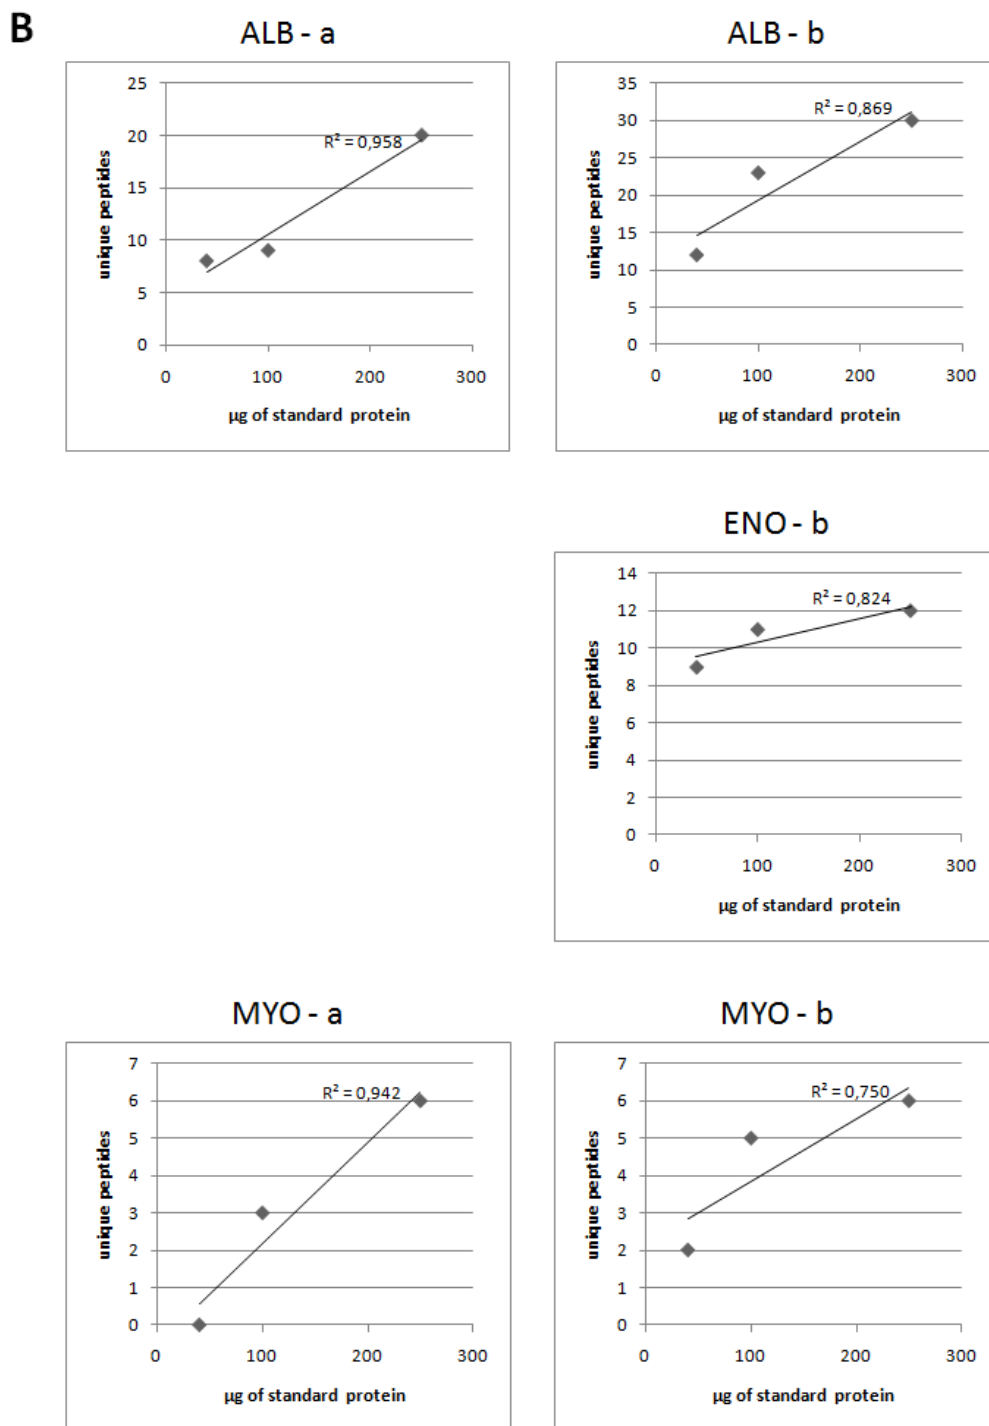 B
ALB - a
25
20
15
10
5
0
unique peptides
R² = 0,958
0 100 200 300
µg of standard protein
ALB - b
35
30
25
20
15
10
5
0
unique peptides
R² = 0,869
0 100 200 300
µg of standard protein
ENO - b
14
12
10
8
6
4
2
0
unique peptides
R² = 0,824
0 100 200 300
µg of standard protein
MYO - a
7
6
5
4
3
2
1
0
unique peptides
R² = 0,942
0 100 200 300
µg of standard protein
MYO - b
7
6
5
4
3
2
1
0
unique peptides
R² = 0,750
0 100 200 300
µg of standard protein